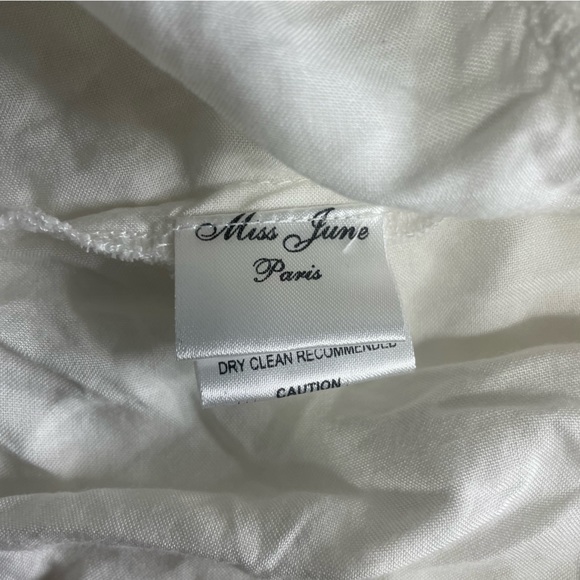 Miss June
Paris
DRY CLEAN RECOMMENDED
CAUTION